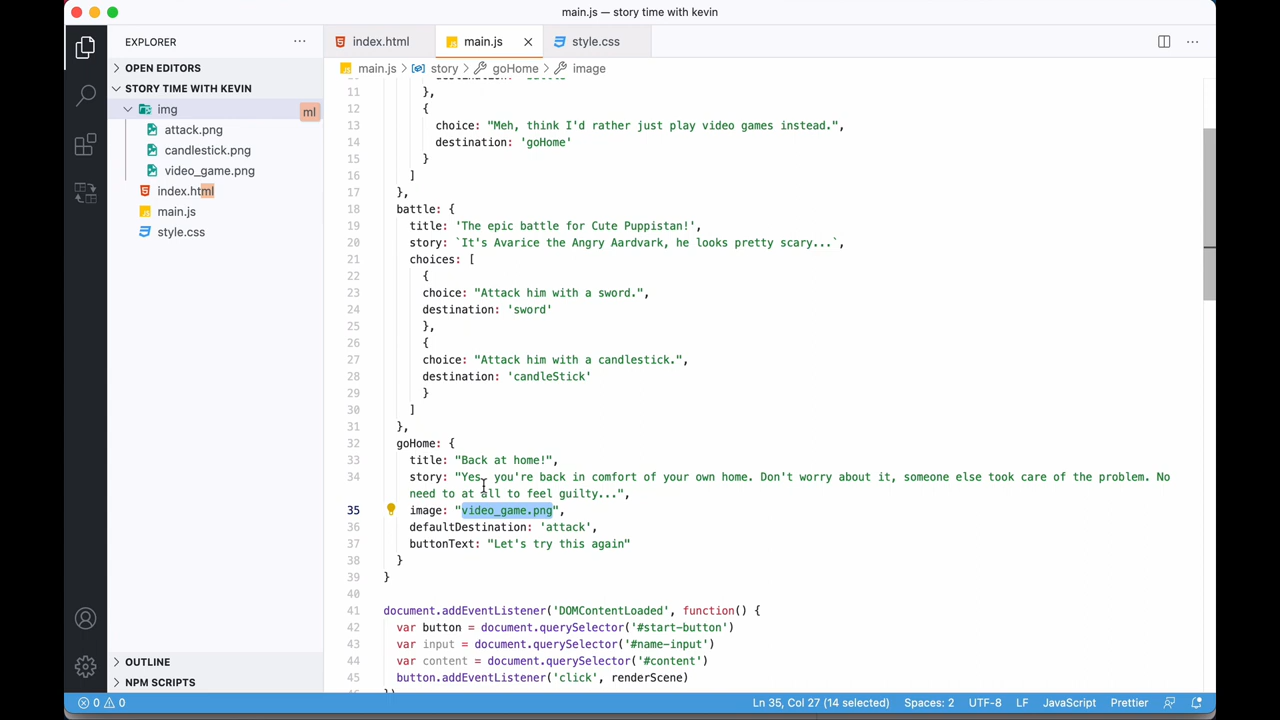 main.js — story time with kevin
EXPLORER
index.html
main.js
style.css
OPEN EDITORS
main.js > story > goHome > image
STORY TIME WITH KEVIN
img
ml
attack.png
candlestick.png
video_game.png
index.html
main.js
style.css
11 },
12 {
13 choice: "Meh, think I'd rather just play video games instead.",
14 destination: 'goHome'
15 }
16 ]
17 },
18 battle: {
19 title: 'The epic battle for Cute Puppistan!',
20 story: `It's Avarice the Angry Aardvark, he looks pretty scary...`,
21 choices: [
22 {
23 choice: "Attack him with a sword.",
24 destination: 'sword'
25 },
26 {
27 choice: "Attack him with a candlestick.",
28 destination: 'candleStick'
29 }
30 ]
31 },
32 goHome: {
33 title: "Back at home!",
34 story: "Yes, you're back in comfort of your own home. Don't worry about it, someone else took care of the problem. No
need to at all to feel guilty...",
35 image: "video_game.png",
36 defaultDestination: 'attack',
37 buttonText: "Let's try this again"
38 }
39 }
40
41 document.addEventListener('DOMContentLoaded', function() {
42 var button = document.querySelector('#start-button')
43 var input = document.querySelector('#name-input')
44 var content = document.querySelector('#content')
45 button.addEventListener('click', renderScene)
OUTLINE
NPM SCRIPTS
0 0
Ln 35, Col 27 (14 selected)
Spaces: 2
UTF-8
LF
JavaScript
Prettier